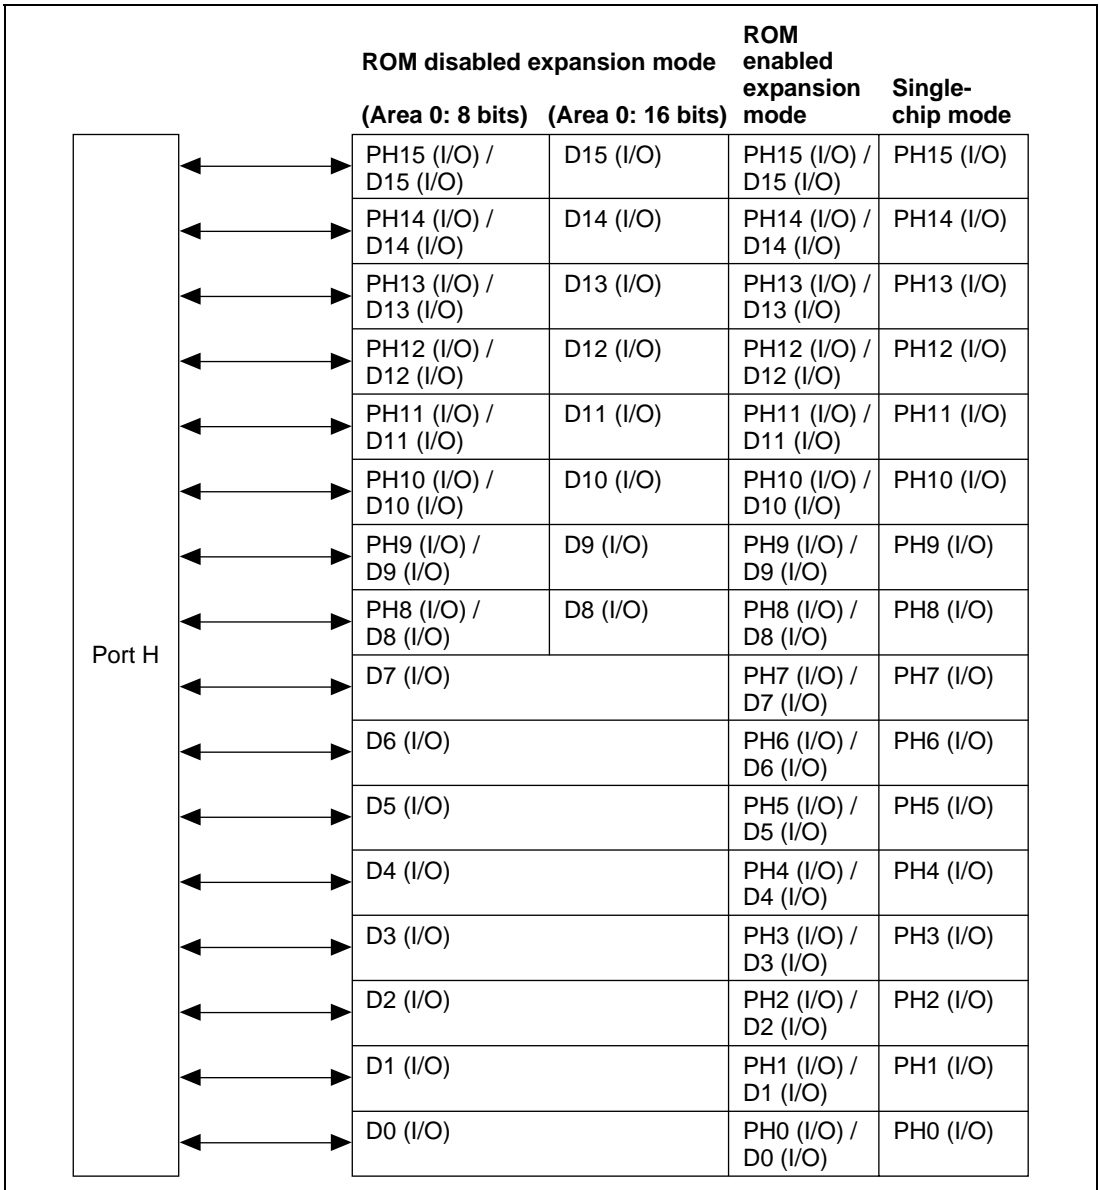 ROM disabled expansion mode
(Area 0: 8 bits) (Area 0: 16 bits)
ROM
enabled
expansion
mode
Single-
chip mode
Port H
PH15 (I/O) / D15 (I/O) PH15 (I/O) / PH15 (I/O)
D15 (I/O) D15 (I/O)
PH14 (I/O) / D14 (I/O) PH14 (I/O) / PH14 (I/O)
D14 (I/O) D14 (I/O)
PH13 (I/O) / D13 (I/O) PH13 (I/O) / PH13 (I/O)
D13 (I/O) D13 (I/O)
PH12 (I/O) / D12 (I/O) PH12 (I/O) / PH12 (I/O)
D12 (I/O) D12 (I/O)
PH11 (I/O) / D11 (I/O) PH11 (I/O) / PH11 (I/O)
D11 (I/O) D11 (I/O)
PH10 (I/O) / D10 (I/O) PH10 (I/O) / PH10 (I/O)
D10 (I/O) D10 (I/O)
PH9 (I/O) / D9 (I/O) PH9 (I/O) / PH9 (I/O)
D9 (I/O) D9 (I/O)
PH8 (I/O) / D8 (I/O) PH8 (I/O) / PH8 (I/O)
D8 (I/O) D8 (I/O)
D7 (I/O) PH7 (I/O) / PH7 (I/O)
D7 (I/O)
D6 (I/O) PH6 (I/O) / PH6 (I/O)
D6 (I/O)
D5 (I/O) PH5 (I/O) / PH5 (I/O)
D5 (I/O)
D4 (I/O) PH4 (I/O) / PH4 (I/O)
D4 (I/O)
D3 (I/O) PH3 (I/O) / PH3 (I/O)
D3 (I/O)
D2 (I/O) PH2 (I/O) / PH2 (I/O)
D2 (I/O)
D1 (I/O) PH1 (I/O) / PH1 (I/O)
D1 (I/O)
D0 (I/O) PH0 (I/O) / PH0 (I/O)
D0 (I/O)